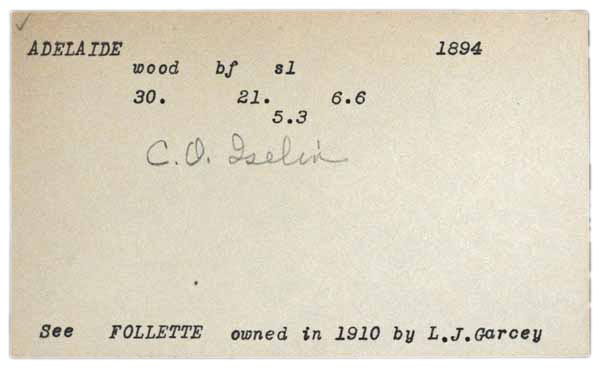 ADELAIDE 1894
wood bf sl
30. 21. 6.6
5.3
C.O. Iselin
See FOLLETTE owned in 1910 by L.J.Garcey